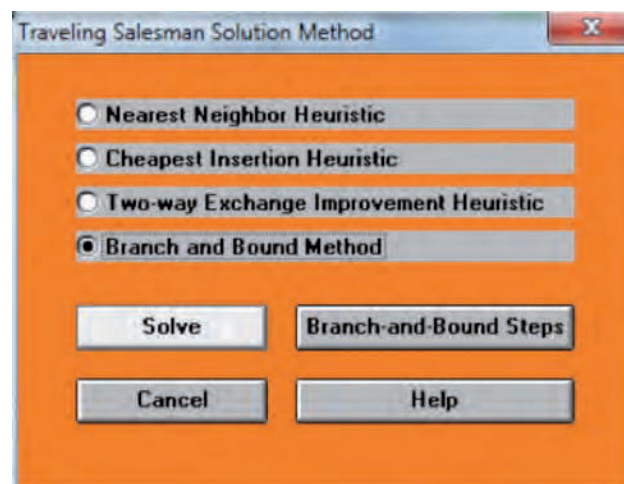 Traveling Salesman Solution Method
Nearest Neighbor Heuristic
Cheapest Insertion Heuristic
Two-way Exchange Improvement Heuristic
Branch and Bound Method
Solve
Branch-and-Bound Steps
Cancel
Help